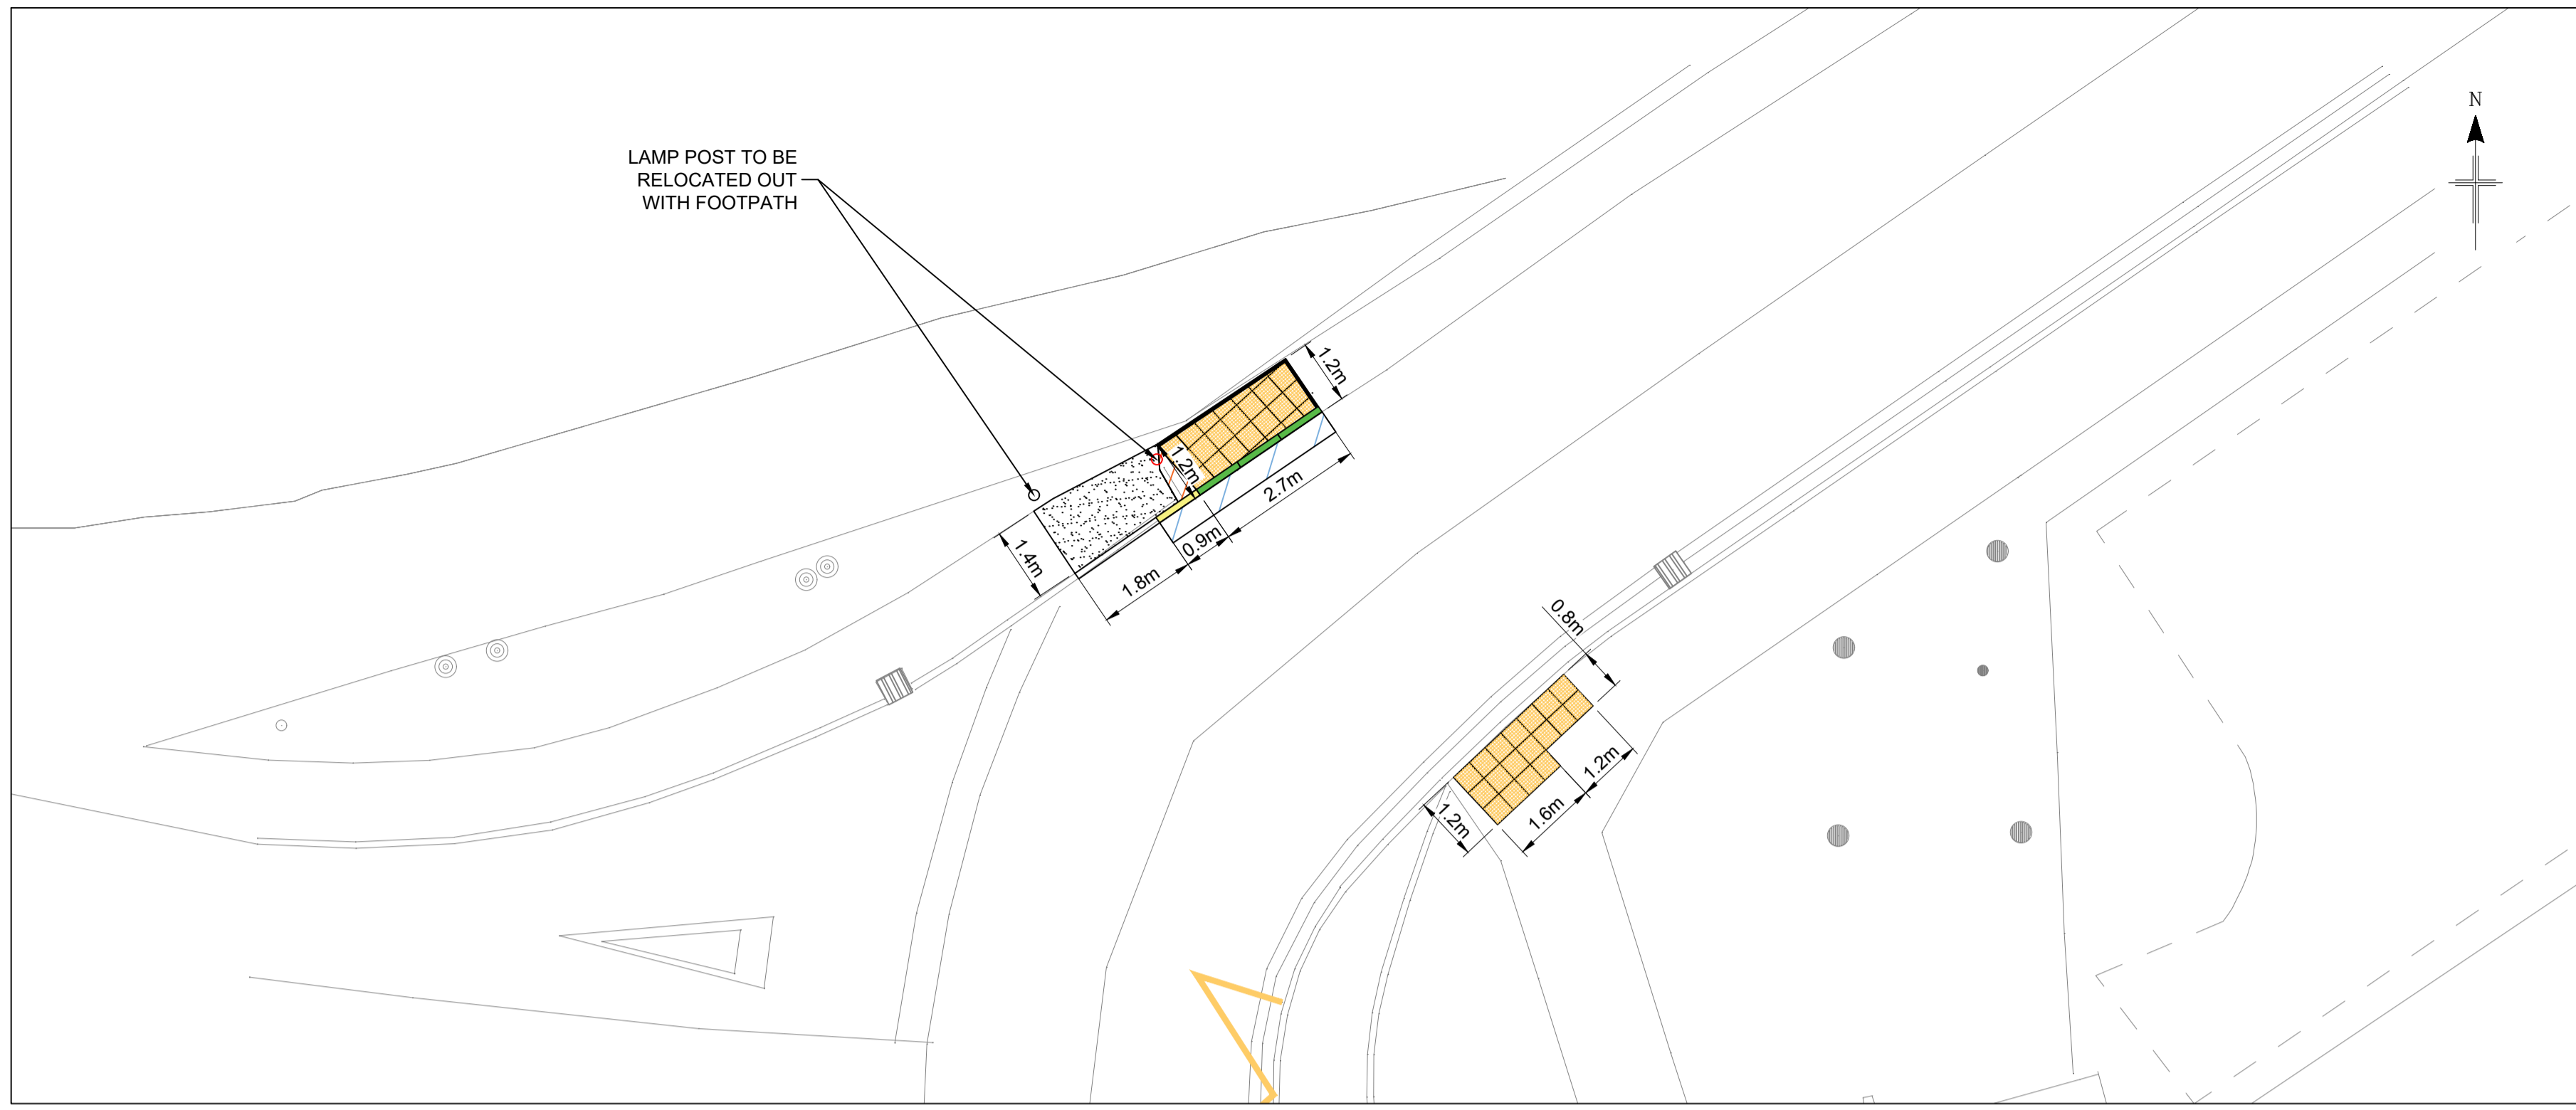 N
LAMP POST TO BE
RELOCATED OUT
WITH FOOTPATH
1.2m
1.2m
2.7m
0.9m
1.4m
1.8m
0.8m
1.2m
1.6m
1.2m